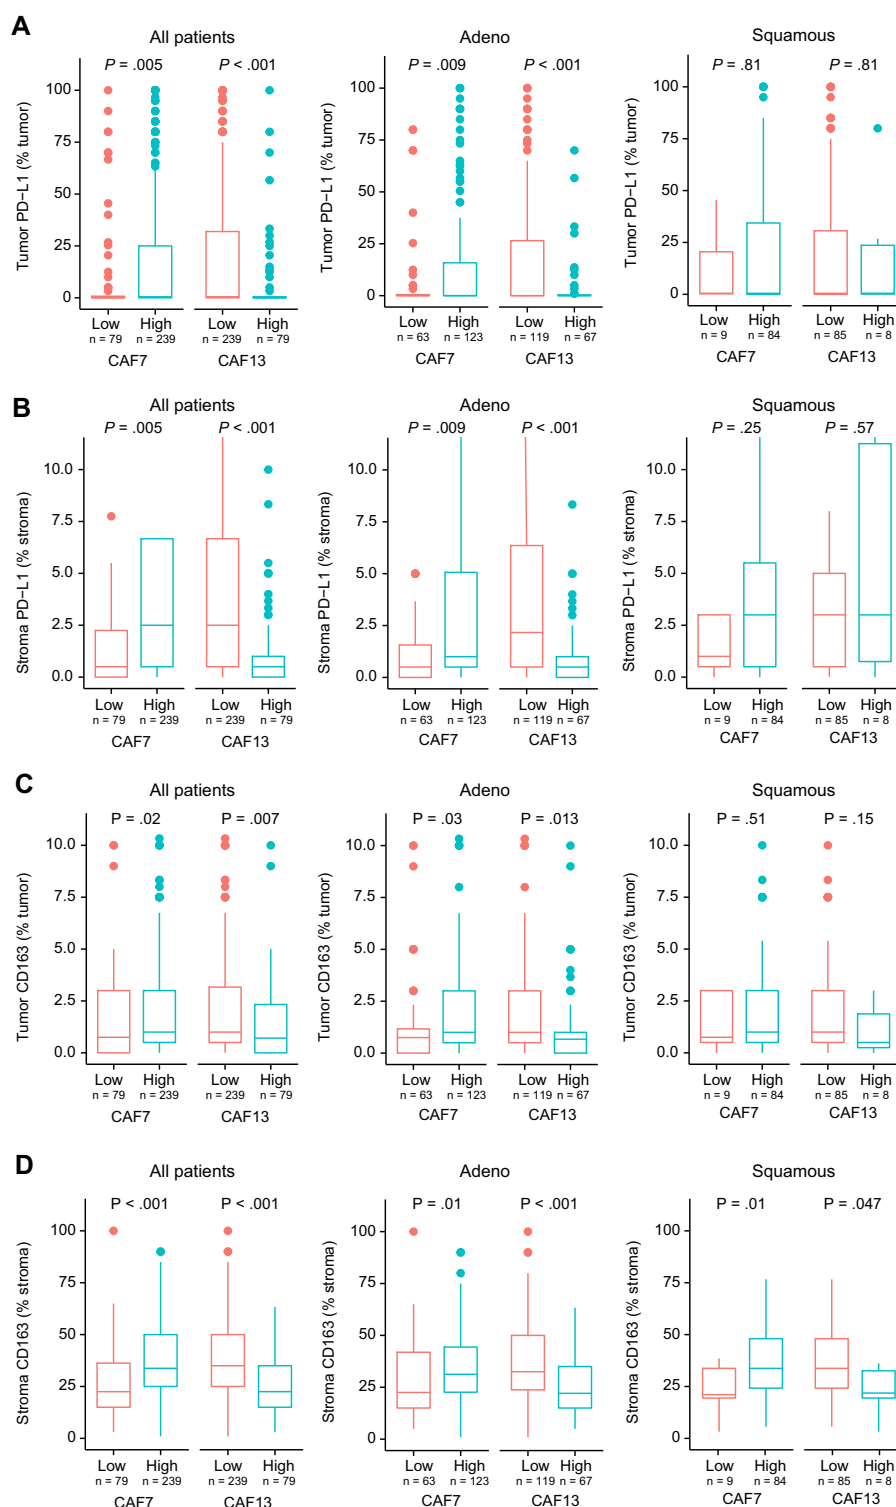 A
All patients
Adeno
Squamous
P = .005
P < .001
P = .009
P < .001
P = .81
P = .81
Tumor PD−L1 (% tumor)
100
75
50
25
0
Tumor PD−L1 (% tumor)
100
75
50
25
0
Tumor PD−L1 (% tumor)
100
75
50
25
0
Low High Low High
n = 79 n = 239 n = 239 n = 79
CAF7 CAF13
Low High Low High
n = 63 n = 123 n = 119 n = 67
CAF7 CAF13
Low High Low High
n = 9 n = 84 n = 85 n = 8
CAF7 CAF13
B
All patients
Adeno
Squamous
P = .005
P < .001
P = .009
P < .001
P = .25
P = .57
Stroma PD−L1 (% stroma)
10.0
7.5
5.0
2.5
0.0
Stroma PD−L1 (% stroma)
10.0
7.5
5.0
2.5
0.0
Stroma PD−L1 (% stroma)
10.0
7.5
5.0
2.5
0.0
Low High Low High
n = 79 n = 239 n = 239 n = 79
CAF7 CAF13
Low High Low High
n = 63 n = 123 n = 119 n = 67
CAF7 CAF13
Low High Low High
n = 9 n = 84 n = 85 n = 8
CAF7 CAF13
C
All patients
Adeno
Squamous
P = .02
P = .007
P = .03
P = .013
P = .51
P = .15
Tumor CD163 (% tumor)
10.0
7.5
5.0
2.5
0.0
Tumor CD163 (% tumor)
10.0
7.5
5.0
2.5
0.0
Tumor CD163 (% tumor)
10.0
7.5
5.0
2.5
0.0
Low High Low High
n = 79 n = 239 n = 239 n = 79
CAF7 CAF13
Low High Low High
n = 63 n = 123 n = 119 n = 67
CAF7 CAF13
Low High Low High
n = 9 n = 84 n = 85 n = 8
CAF7 CAF13
D
All patients
Adeno
Squamous
P < .001
P < .001
P = .01
P < .001
P = .01
P = .047
Stroma CD163 (% stroma)
100
75
50
25
0
Stroma CD163 (% stroma)
100
75
50
25
0
Stroma CD163 (% stroma)
100
75
50
25
0
Low High Low High
n = 79 n = 239 n = 239 n = 79
CAF7 CAF13
Low High Low High
n = 63 n = 123 n = 119 n = 67
CAF7 CAF13
Low High Low High
n = 9 n = 84 n = 85 n = 8
CAF7 CAF13